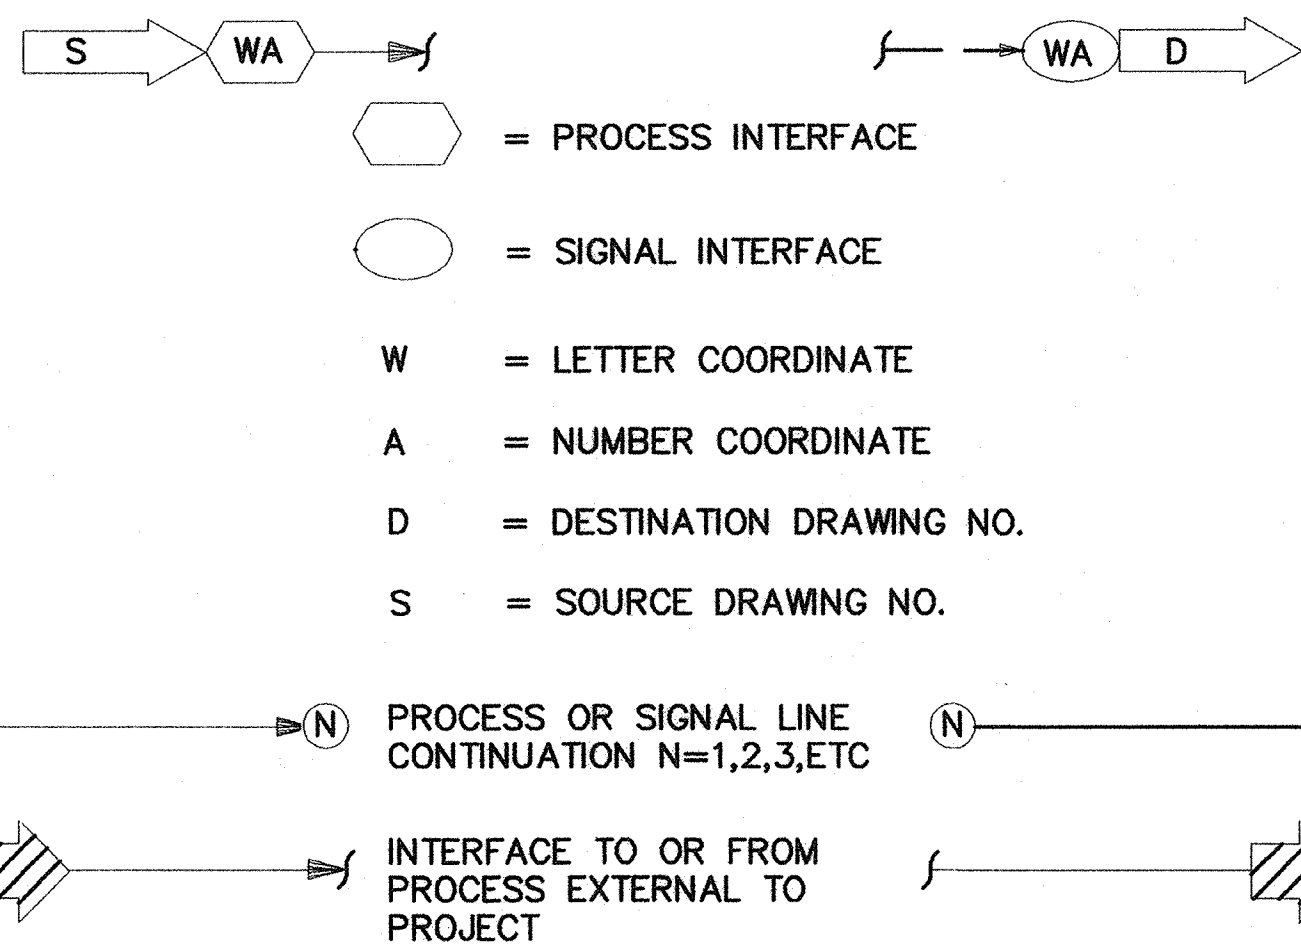 S WA WA D
= PROCESS INTERFACE
= SIGNAL INTERFACE
W = LETTER COORDINATE
A = NUMBER COORDINATE
D = DESTINATION DRAWING NO.
S = SOURCE DRAWING NO.
N PROCESS OR SIGNAL LINE N
CONTINUATION N=1,2,3,ETC
INTERFACE TO OR FROM
PROCESS EXTERNAL TO
PROJECT